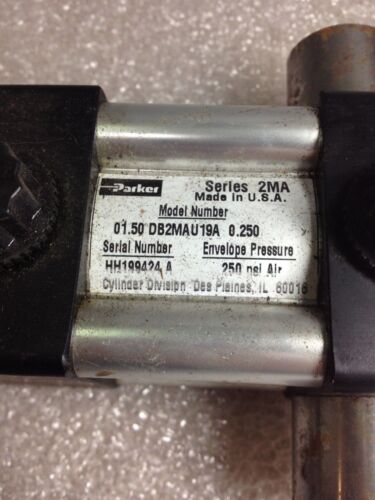 Parker Series 2MA
Made in U.S.A.
Model Number
01.50 DB2MAU19A 0.250
Serial Number Envelope Pressure
HH199424 A 250 psi Air
Cylinder Division Des Plaines, IL 60016